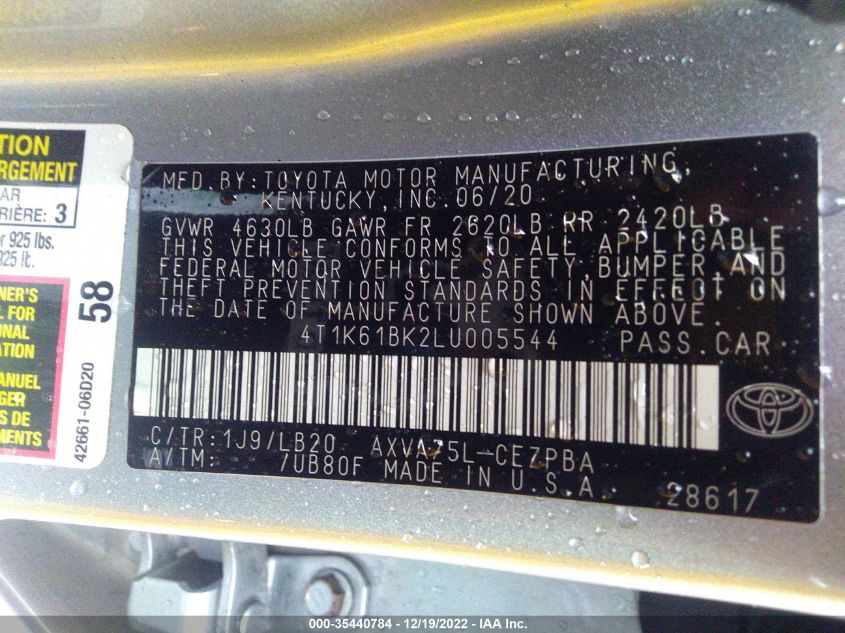 TION
ARGEMENT
AR
RIÈRE: 3
r 925 lbs.
925 lt.
NER'S
L FOR
ONAL
ATION
ANUEL
GER
S DE
EMENTS.
58
42661-06D20
MFD.BY:TOYOTA MOTOR MANUFACTURING,
KENTUCKY, INC.06/20
GVWR 4630LB GAWR FR 2620LB RR 2420LB
THIS VEHICLE CONFORMS TO ALL APPLICABLE
FEDERAL MOTOR VEHICLE SAFETY,BUMPER,AND
THEFT PREVENTION STANDARDS IN EFFECT ON
THE DATE OF MANUFACTURE SHOWN ABOVE.
4T1K61BK2LU005544 PASS.CAR
C/TR:1J9/LB20 AXVA75L-CEZPBA
A/TM: /UB80F MADE IN U.S.A
28617
000-35440784 - 12/19/2022 - IAA Inc.